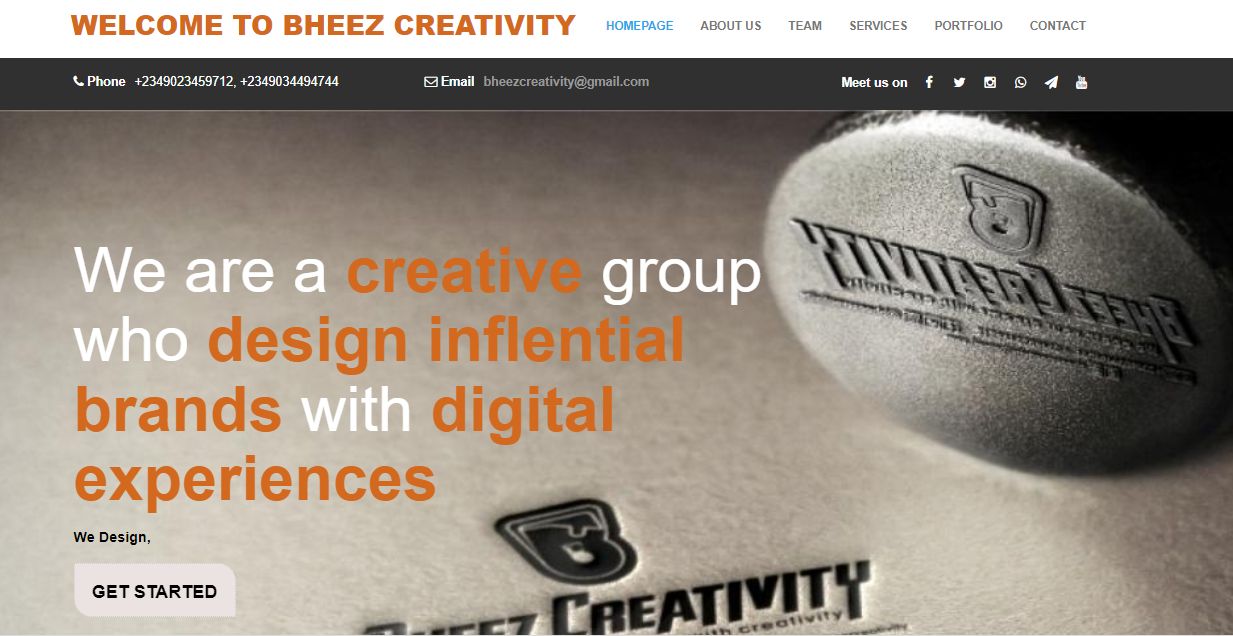 WELCOME TO BHEEZ CREATIVITY
HOMEPAGE ABOUT US TEAM SERVICES PORTFOLIO CONTACT
Phone +2349023459712, +2349034494744 Email bheezcreativity@gmail.com Meet us on
We are a creative group
who design inflential
brands with digital
experiences
We Design,
GET STARTED
BHEEZ CREATIVITY
BHEEZ CREATIVITY
with creativity